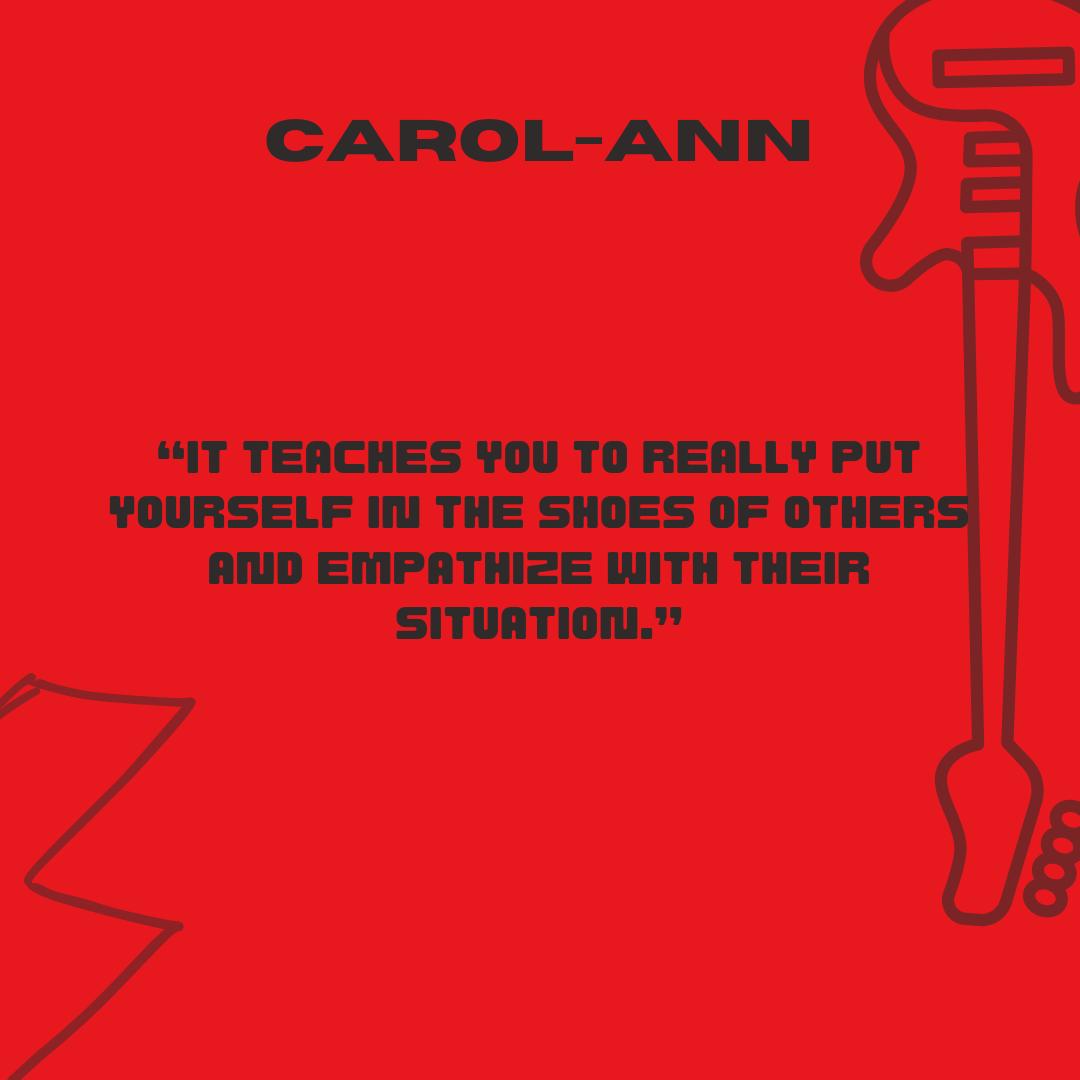 CAROL-ANN
“IT TEACHES YOU TO REALLY PUT
YOURSELF IN THE SHOES OF OTHERS
AND EMPATHIZE WITH THEIR
SITUATION.”